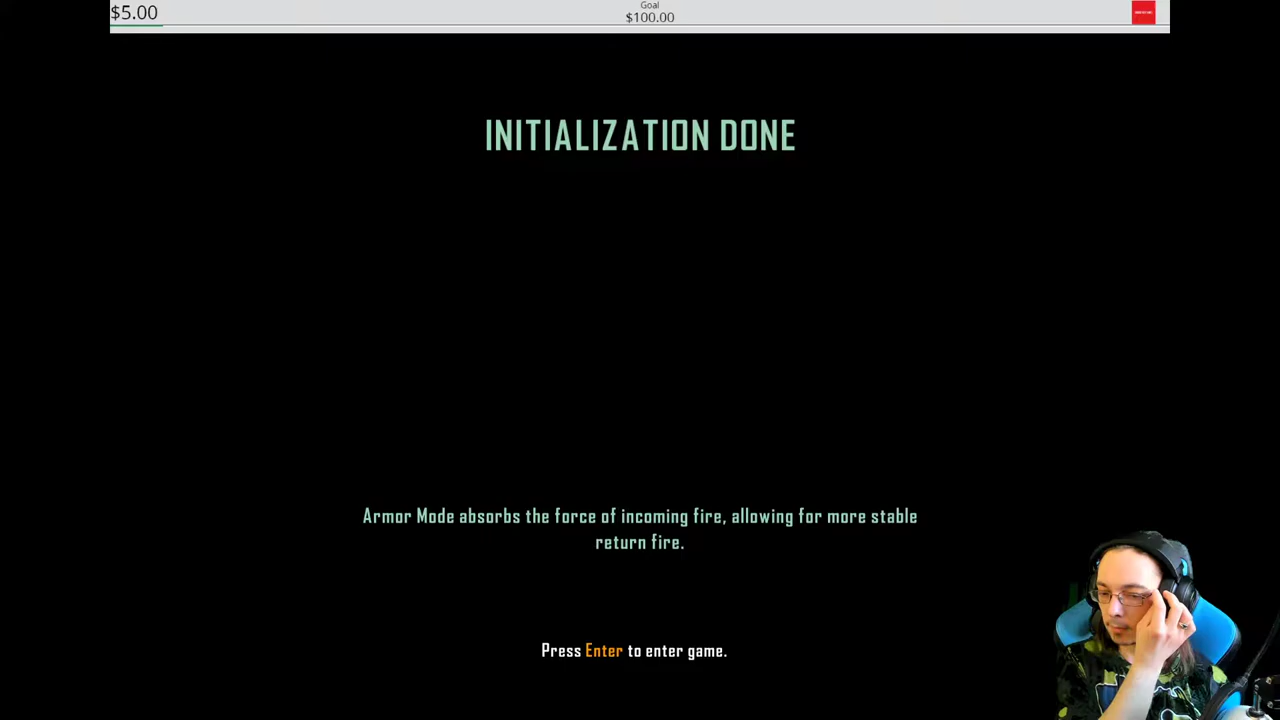 $5.00
Goal
$100.00
INITIALIZATION DONE
Armor Mode absorbs the force of incoming fire, allowing for more stable
return fire.
Press Enter to enter game.